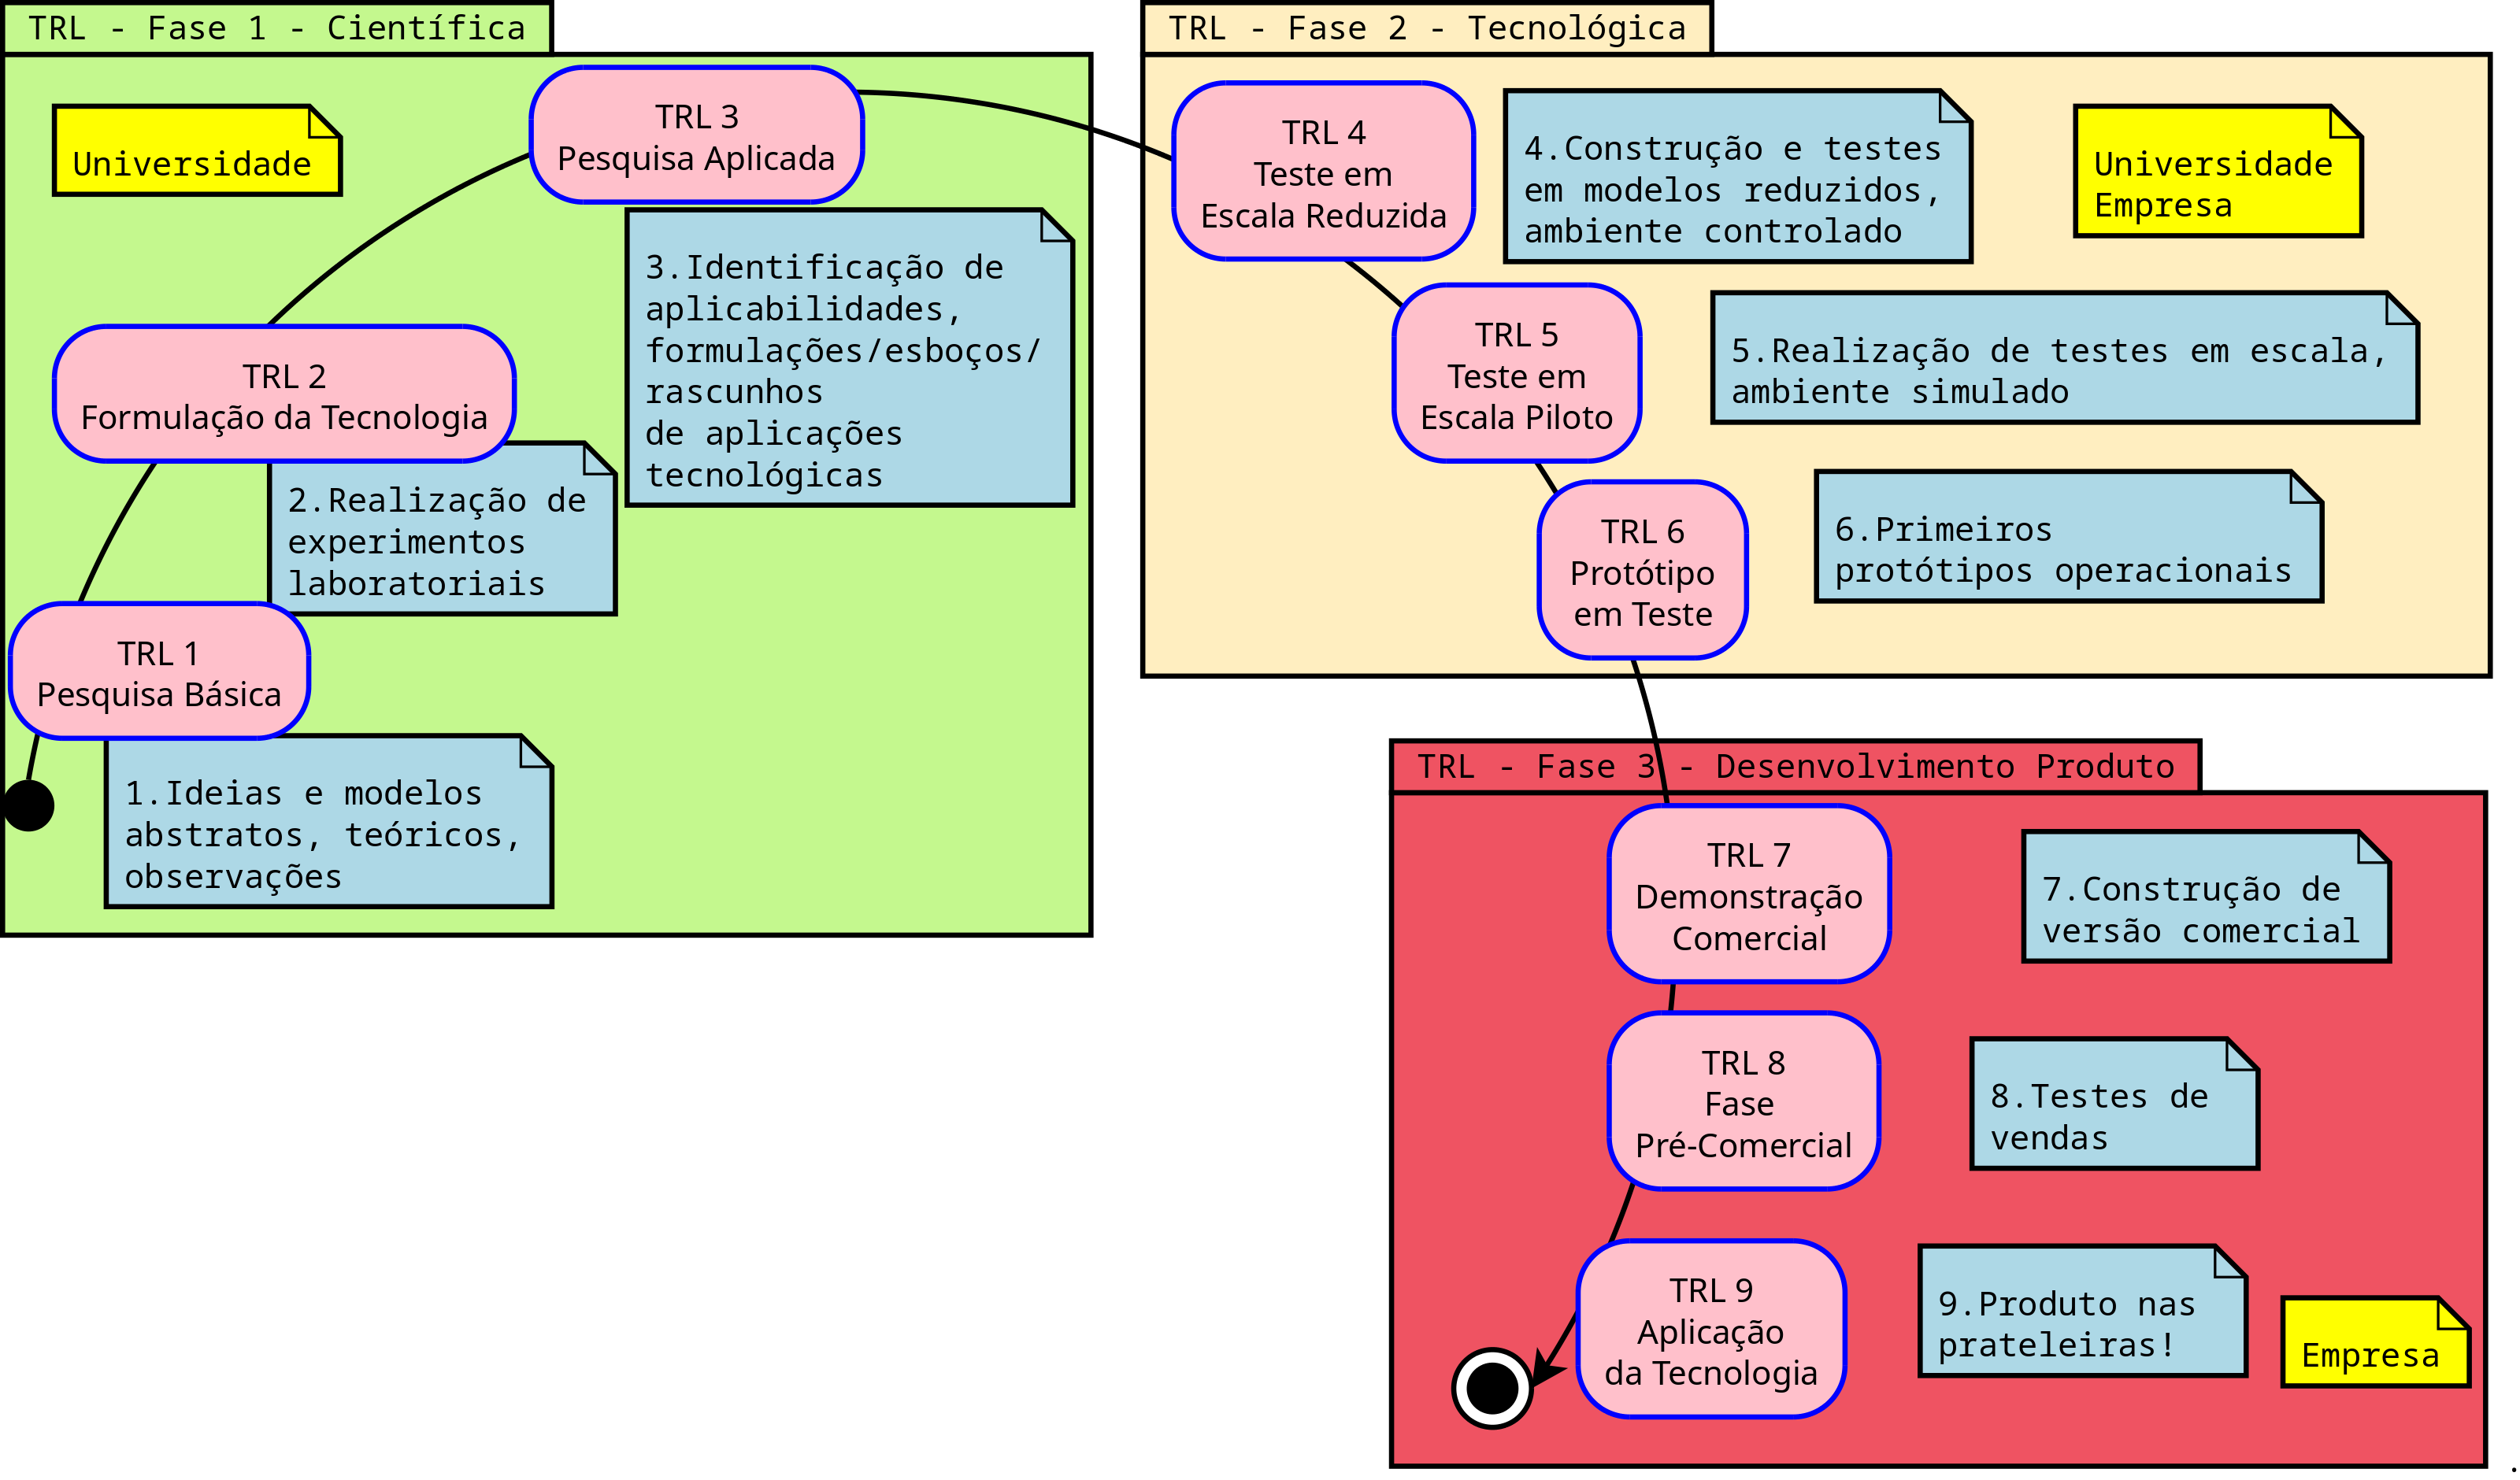 TRL - Fase 1 - Científica
Universidade
TRL 3
Pesquisa Aplicada
3.Identificação de
aplicabilidades,
formulações/esboços/
rascunhos
de aplicações
tecnológicas
TRL 2
Formulação da Tecnologia
2.Realização de
experimentos
laboratoriais
TRL 1
Pesquisa Básica
1.Ideias e modelos
abstratos, teóricos,
observações
TRL - Fase 2 - Tecnológica
TRL 4
Teste em
Escala Reduzida
4.Construção e testes
em modelos reduzidos,
ambiente controlado
Universidade
Empresa
TRL 5
Teste em
Escala Piloto
5.Realização de testes em escala,
ambiente simulado
TRL 6
Protótipo
em Teste
6.Primeiros
protótipos operacionais
TRL - Fase 3 - Desenvolvimento Produto
TRL 7
Demonstração
Comercial
7.Construção de
versão comercial
TRL 8
Fase
Pré-Comercial
8.Testes de
vendas
TRL 9
Aplicação
da Tecnologia
9.Produto nas
prateleiras!
Empresa
.